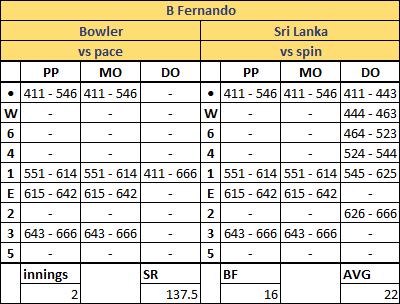 B Fernando
Bowler Sri Lanka
vs pace vs spin
PP MO DO PP MO DO
• 411 - 546 411 - 546 - • 411 - 546 411 - 546 411 - 443
W - - - W - - 444 - 463
6 - - - 6 - - 464 - 523
4 - - - 4 - - 524 - 544
1 551 - 614 551 - 614 411 - 666 1 551 - 614 551 - 614 545 - 625
E 615 - 642 615 - 642 - E 615 - 642 615 - 642 -
2 - - - 2 - - 626 - 666
3 643 - 666 643 - 666 - 3 643 - 666 643 - 666 -
5 - - - 5 - - -
innings SR BF AVG
2 137.5 16 22